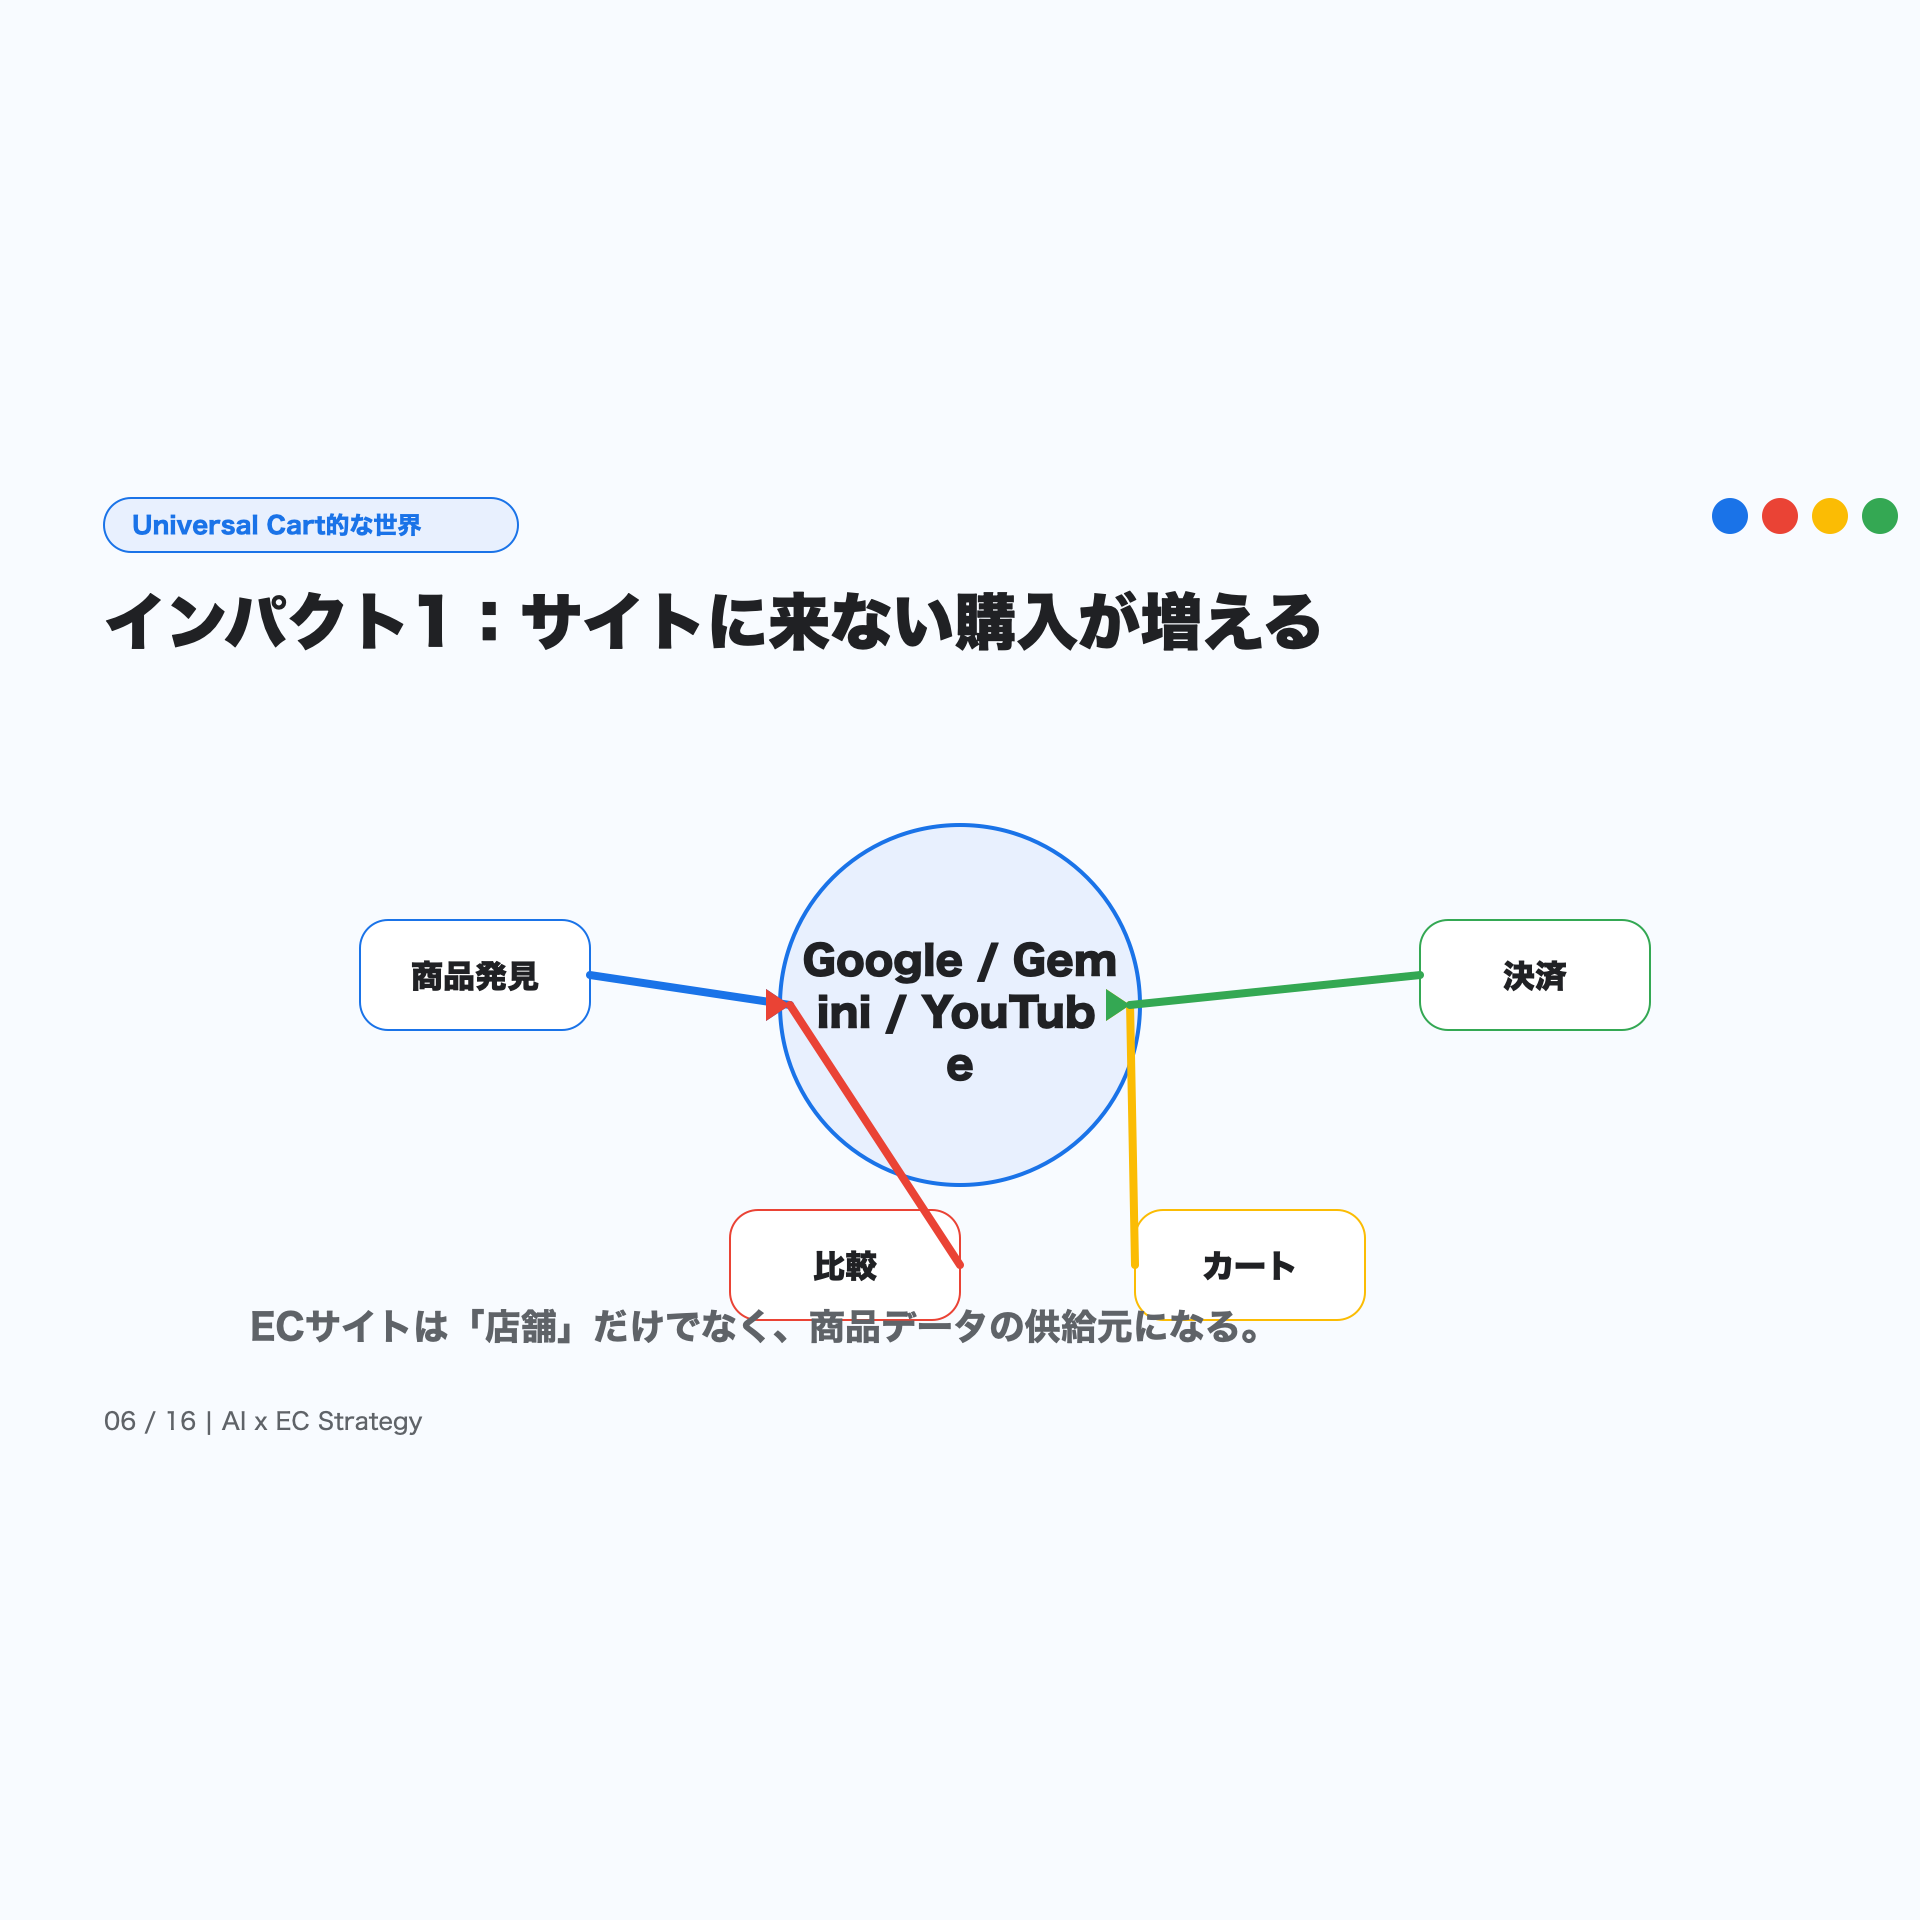 Universal Cart的な世界
インパクト1：サイトに来ない購入が増える
商品発見
Google / Gem
ini / YouTub
e
決済
比較
カート
ECサイトは「店舗」だけでなく、商品データの供給元になる。
06 / 16 | AI x EC Strategy